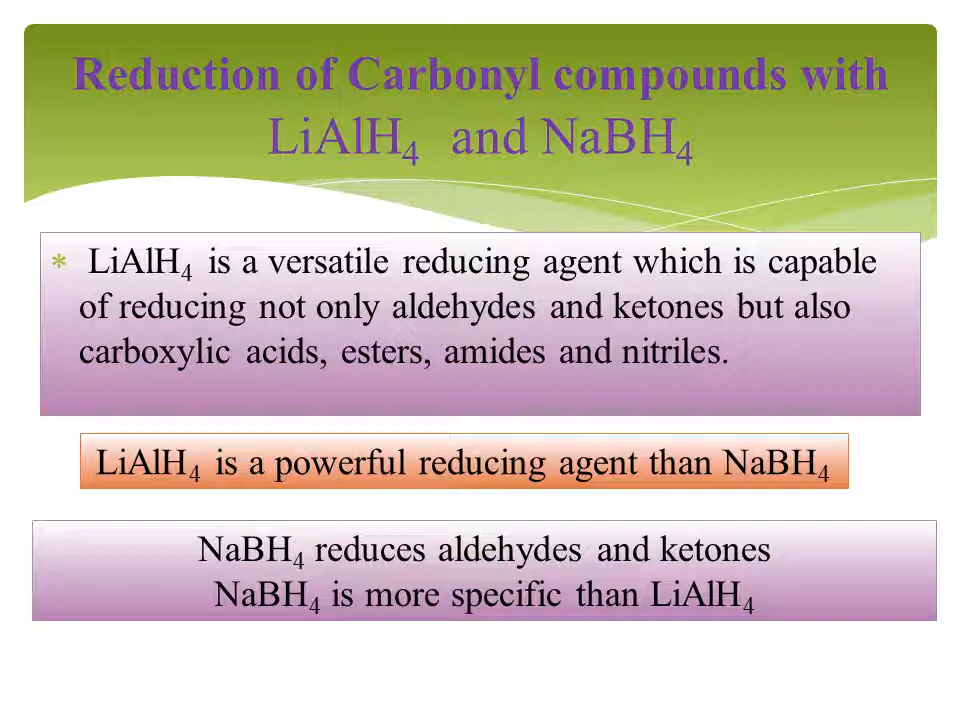 Reduction of Carbonyl compounds with
LiAlH₄ and NaBH₄
* LiAlH₄ is a versatile reducing agent which is capable
of reducing not only aldehydes and ketones but also
carboxylic acids, esters, amides and nitriles.
LiAlH₄ is a powerful reducing agent than NaBH₄
NaBH₄ reduces aldehydes and ketones
NaBH₄ is more specific than LiAlH₄